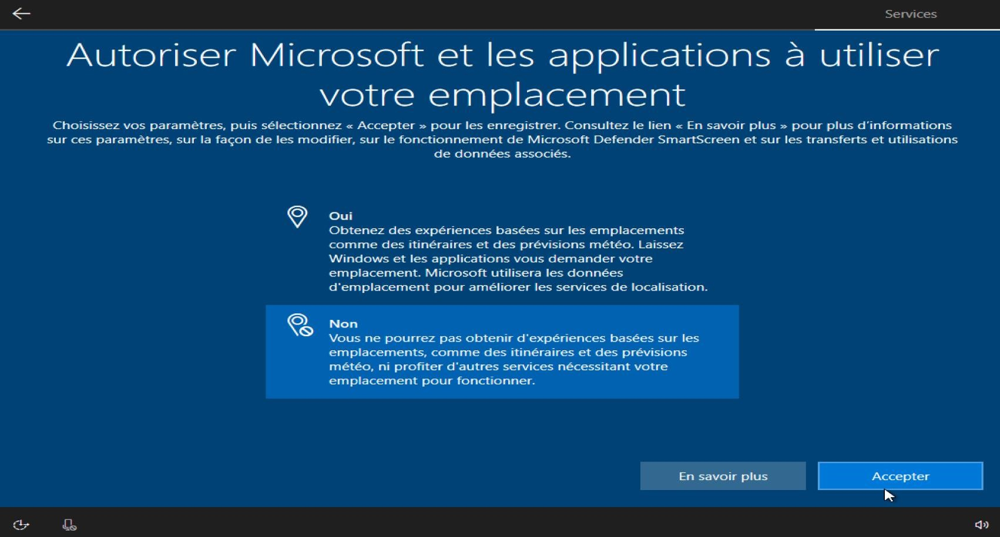 Services
Autoriser Microsoft et les applications à utiliser
votre emplacement
Choisissez vos paramètres, puis sélectionnez « Accepter » pour les enregistrer. Consultez le lien « En savoir plus » pour plus d’informations
sur ces paramètres, sur la façon de les modifier, sur le fonctionnement de Microsoft Defender SmartScreen et sur les transferts et utilisations
de données associés.
Oui
Obtenez des expériences basées sur les emplacements
comme des itinéraires et des prévisions météo. Laissez
Windows et les applications vous demander votre
emplacement. Microsoft utilisera les données
d'emplacement pour améliorer les services de localisation.
Non
Vous ne pourrez pas obtenir d'expériences basées sur les
emplacements, comme des itinéraires et des prévisions
météo, ni profiter d'autres services nécessitant votre
emplacement pour fonctionner.
En savoir plus
Accepter